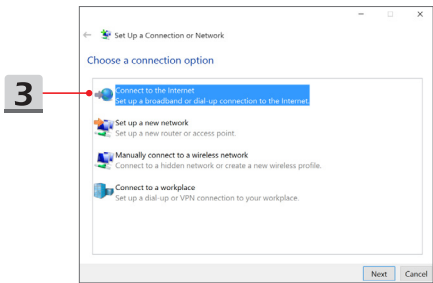 Set Up a Connection or Network
Choose a connection option
3
Connect to the Internet
Set up a broadband or dial-up connection to the Internet.
Set up a new network
Set up a new router or access point.
Manually connect to a wireless network
Connect to a hidden network or create a new wireless profile.
Connect to a workplace
Set up a dial-up or VPN connection to your workplace.
Next Cancel